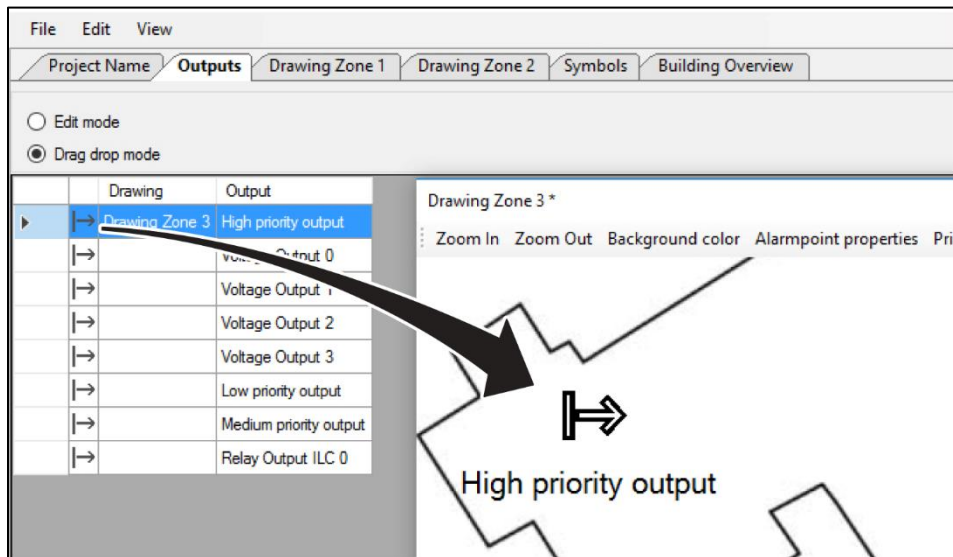 File Edit View
Project Name Outputs Drawing Zone 1 Drawing Zone 2 Symbols Building Overview
Edit mode
Drag drop mode
Drawing Output
Drawing Zone 3 High priority output
Voltage Output 0
Voltage Output 1
Voltage Output 2
Voltage Output 3
Low priority output
Medium priority output
Relay Output ILC 0
Drawing Zone 3 *
Zoom In Zoom Out Background color Alarmpoint properties
High priority output